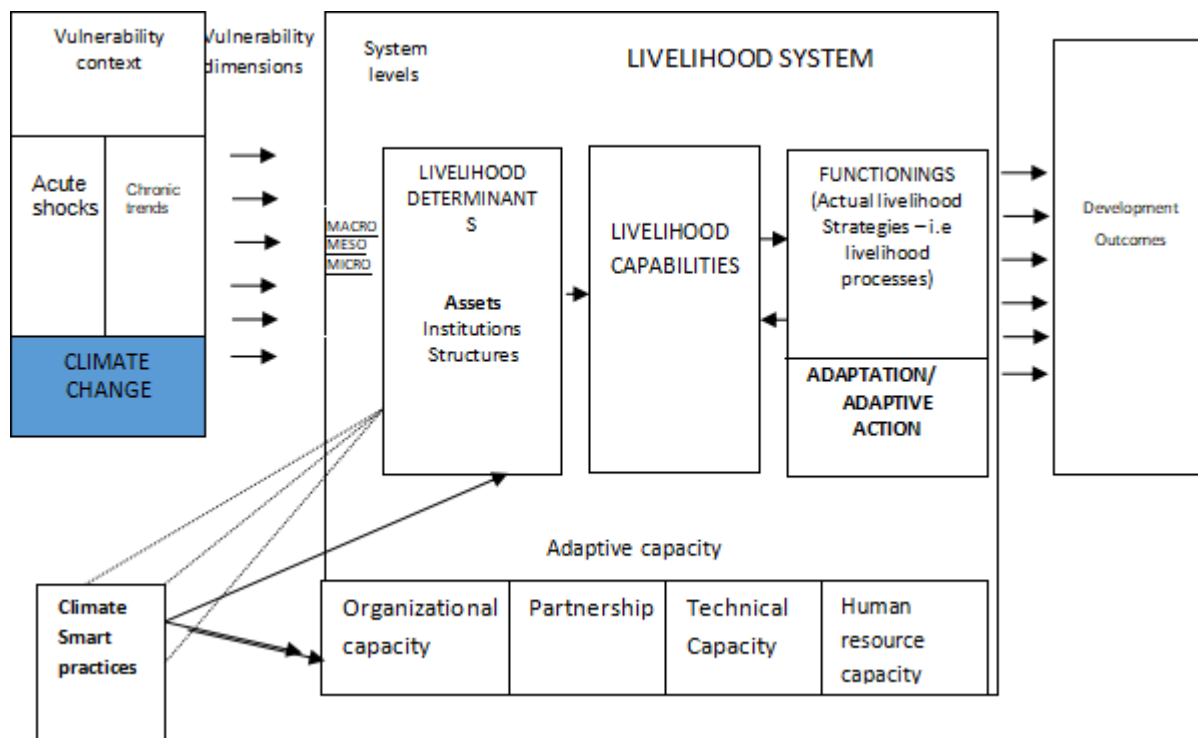 Vulnerability
context
Vulnerability
dimensions
System
levels
LIVELIHOOD SYSTEM
Acute
shocks
Chronic
trends
CLIMATE
CHANGE
MACRO
MESO
MICRO
LIVELIHOOD
DETERMINANT
S
Assets
Institutions
Structures
LIVELIHOOD
CAPABILITIES
FUNCTIONINGS
(Actual livelihood
Strategies – i.e
livelihood
processes)
ADAPTATION/
ADAPTIVE
ACTION
Development
Outcomes
Adaptive capacity
Climate
Smart
practices
Organizational
capacity
Partnership
Technical
Capacity
Human
resource
capacity